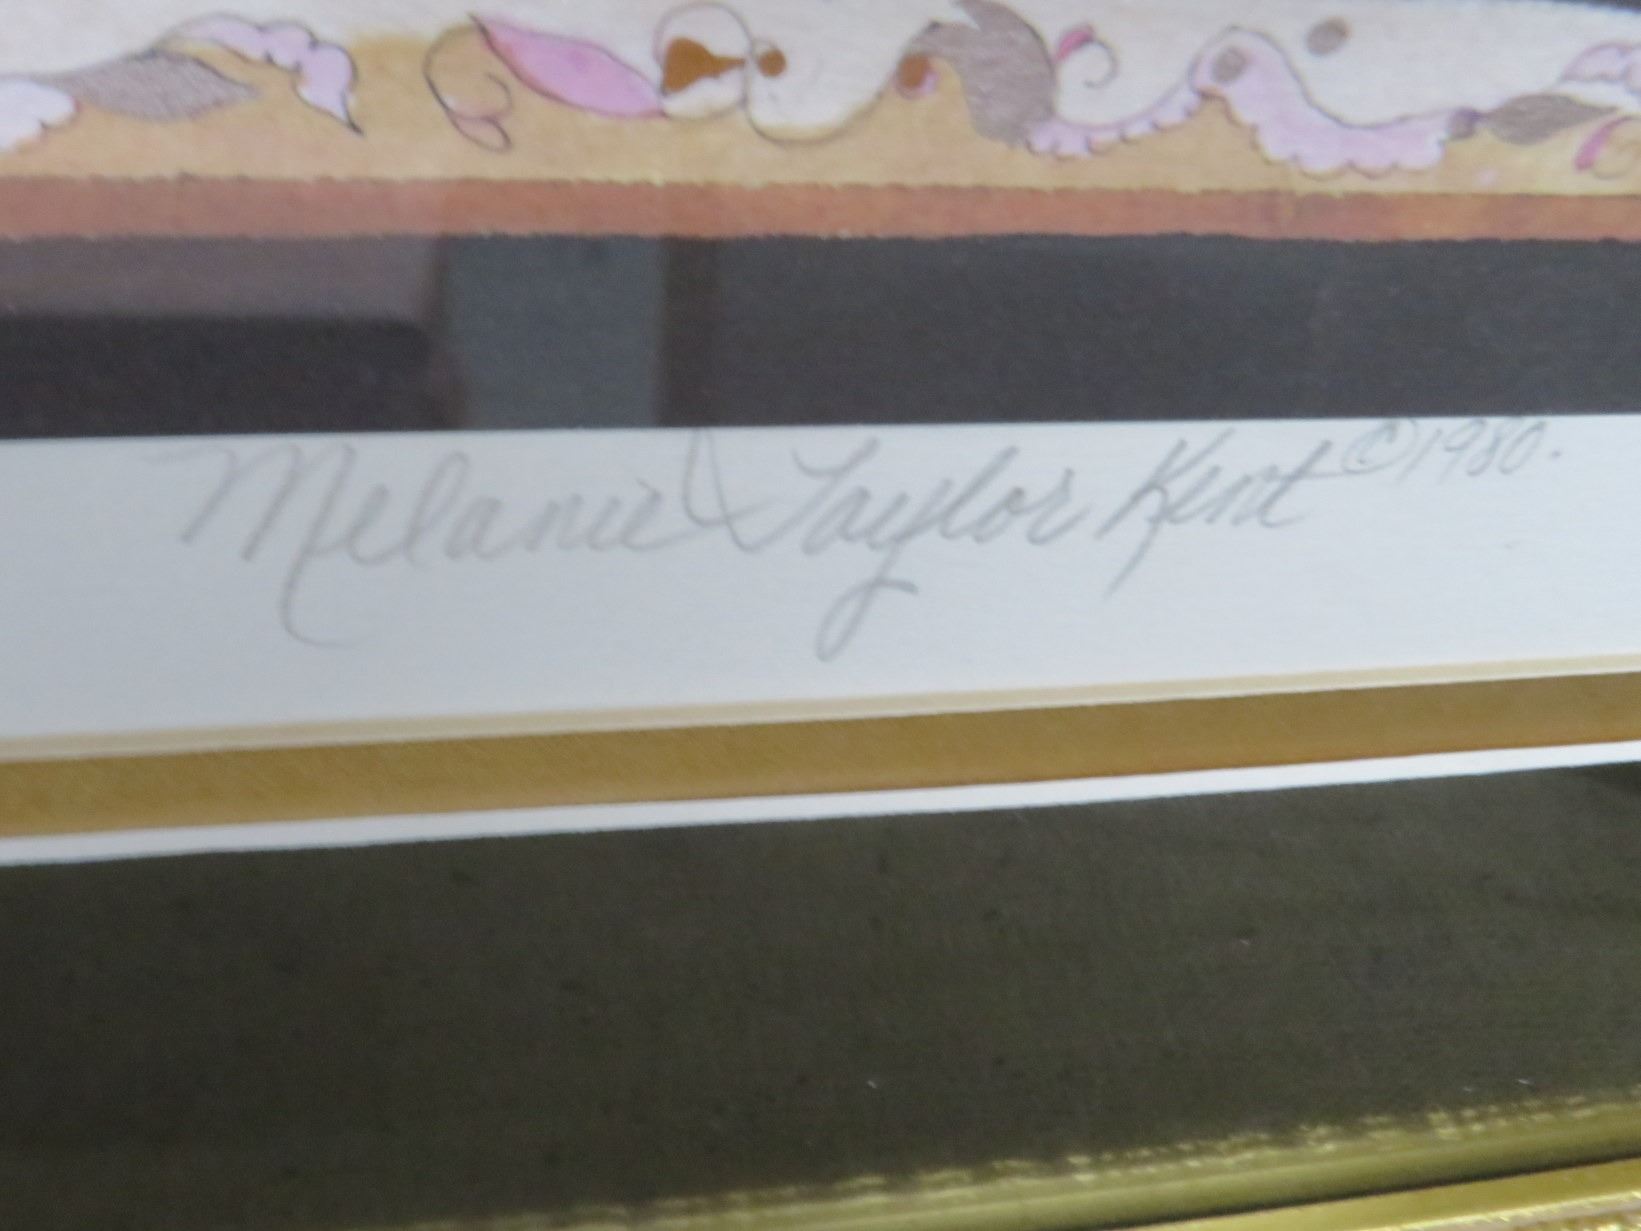 Melanie Taylor Kent © 1980.